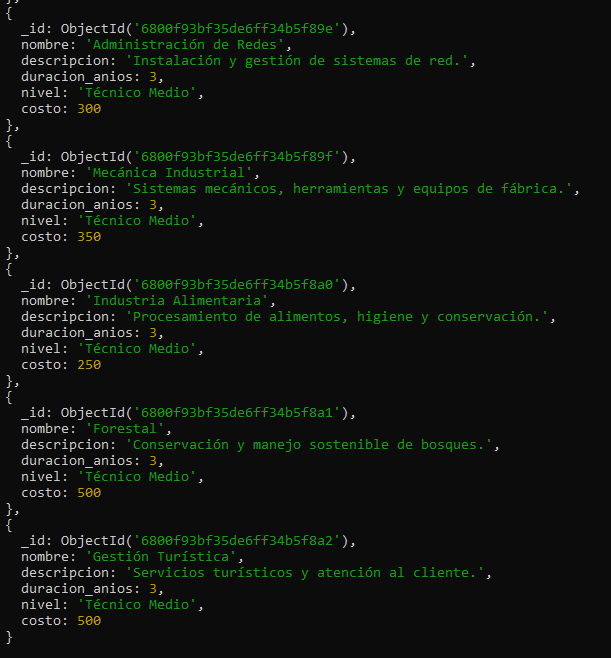 },
{
  _id: ObjectId('6800f93bf35de6ff34b5f89e'),
  nombre: 'Administración de Redes',
  descripcion: 'Instalación y gestión de sistemas de red.',
  duracion_anios: 3,
  nivel: 'Técnico Medio',
  costo: 300
},
{
  _id: ObjectId('6800f93bf35de6ff34b5f89f'),
  nombre: 'Mecánica Industrial',
  descripcion: 'Sistemas mecánicos, herramientas y equipos de fábrica.',
  duracion_anios: 3,
  nivel: 'Técnico Medio',
  costo: 350
},
{
  _id: ObjectId('6800f93bf35de6ff34b5f8a0'),
  nombre: 'Industria Alimentaria',
  descripcion: 'Procesamiento de alimentos, higiene y conservación.',
  duracion_anios: 3,
  nivel: 'Técnico Medio',
  costo: 250
},
{
  _id: ObjectId('6800f93bf35de6ff34b5f8a1'),
  nombre: 'Forestal',
  descripcion: 'Conservación y manejo sostenible de bosques.',
  duracion_anios: 3,
  nivel: 'Técnico Medio',
  costo: 500
},
{
  _id: ObjectId('6800f93bf35de6ff34b5f8a2'),
  nombre: 'Gestión Turística',
  descripcion: 'Servicios turísticos y atención al cliente.',
  duracion_anios: 3,
  nivel: 'Técnico Medio',
  costo: 500
}